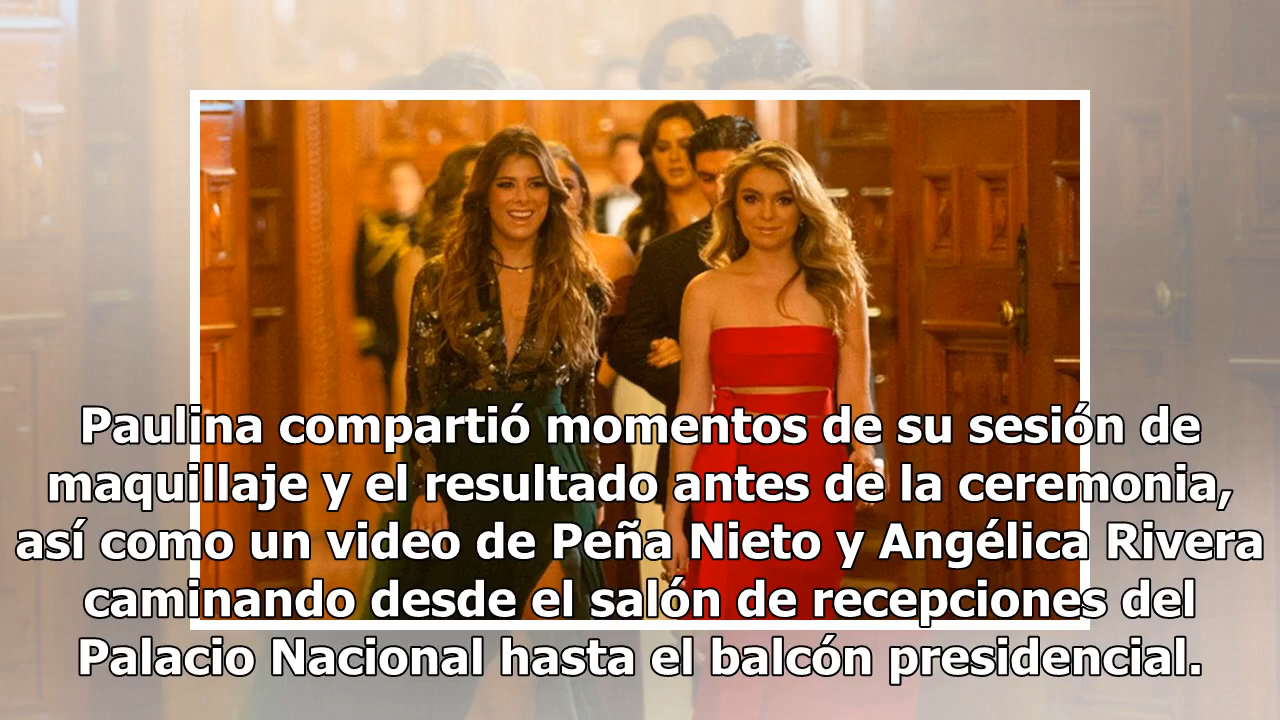 Paulina compartió momentos de su sesión de
maquillaje y el resultado antes de la ceremonia,
así como un video de Peña Nieto y Angélica Rivera
caminando desde el salón de recepciones del
Palacio Nacional hasta el balcón presidencial.